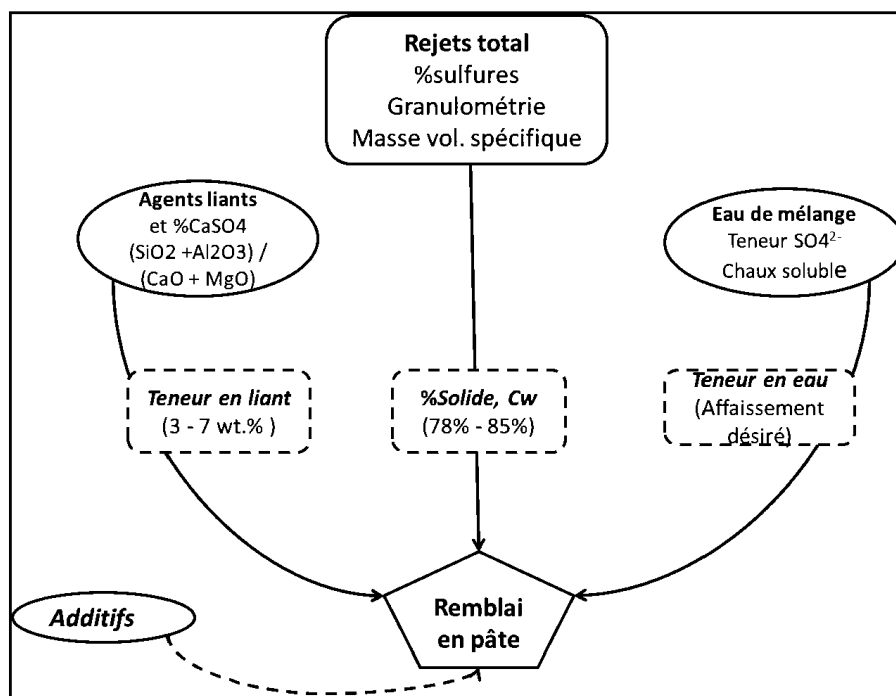 Rejets total
%sulfures
Granulométrie
Masse vol. spécifique
Agents liants
et %CaSO4
(SiO2 +Al2O3) /
(CaO + MgO)
Eau de mélange
Teneur SO4²⁻
Chaux soluble
Teneur en liant
(3 - 7 wt.% )
%Solide, Cw
(78% - 85%)
Teneur en eau
(Affaissement
désiré)
Remblai
en pâte
Additifs